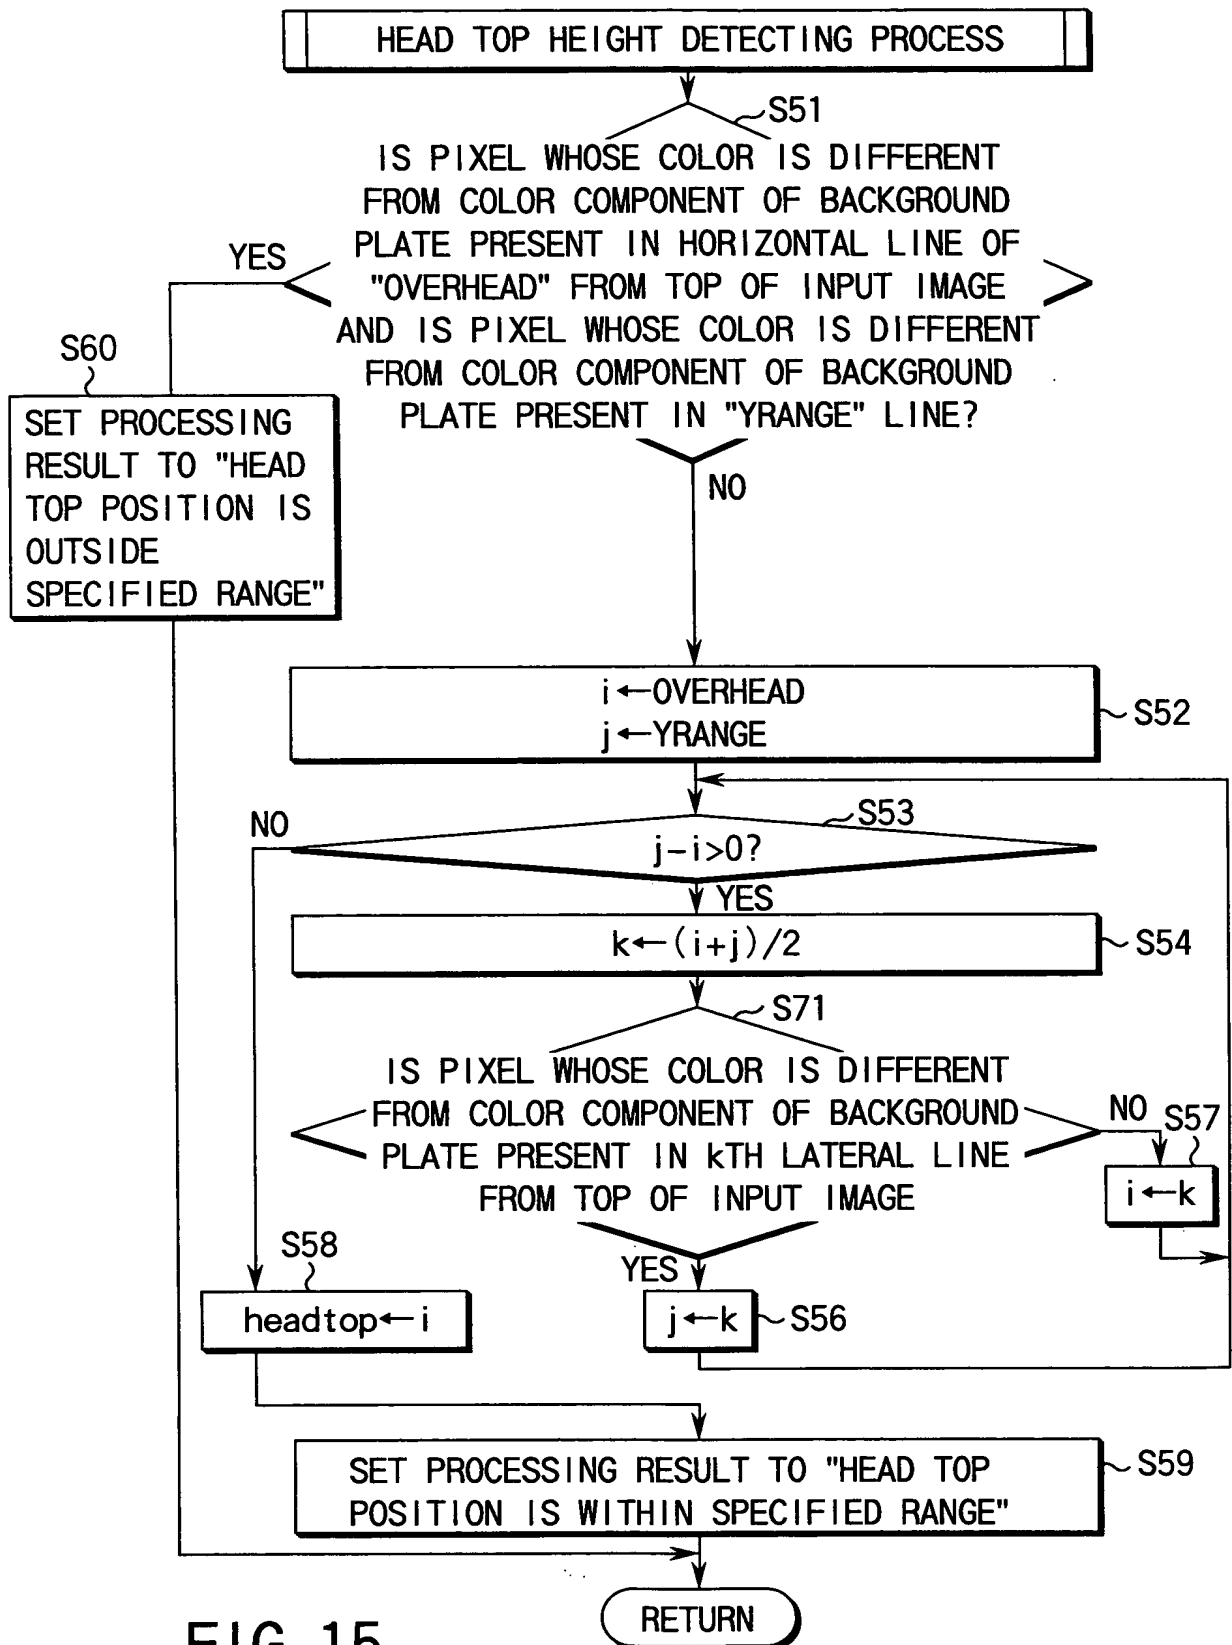 HEAD TOP HEIGHT DETECTING PROCESS
S51
IS PIXEL WHOSE COLOR IS DIFFERENT
FROM COLOR COMPONENT OF BACKGROUND
PLATE PRESENT IN HORIZONTAL LINE OF
"OVERHEAD" FROM TOP OF INPUT IMAGE
AND IS PIXEL WHOSE COLOR IS DIFFERENT
FROM COLOR COMPONENT OF BACKGROUND
PLATE PRESENT IN "YRANGE" LINE?
YES
S60
SET PROCESSING
RESULT TO "HEAD
TOP POSITION IS
OUTSIDE
SPECIFIED RANGE"
NO
i←OVERHEAD
j←YRANGE
S52
NO
S53
j-i>0?
YES
k←(i+j)/2
S54
S71
IS PIXEL WHOSE COLOR IS DIFFERENT
FROM COLOR COMPONENT OF BACKGROUND
PLATE PRESENT IN kTH LATERAL LINE
FROM TOP OF INPUT IMAGE
NO
S57
i←k
YES
S58
headtop←i
j←k
S56
SET PROCESSING RESULT TO "HEAD TOP
POSITION IS WITHIN SPECIFIED RANGE"
S59
RETURN
FIG. 15